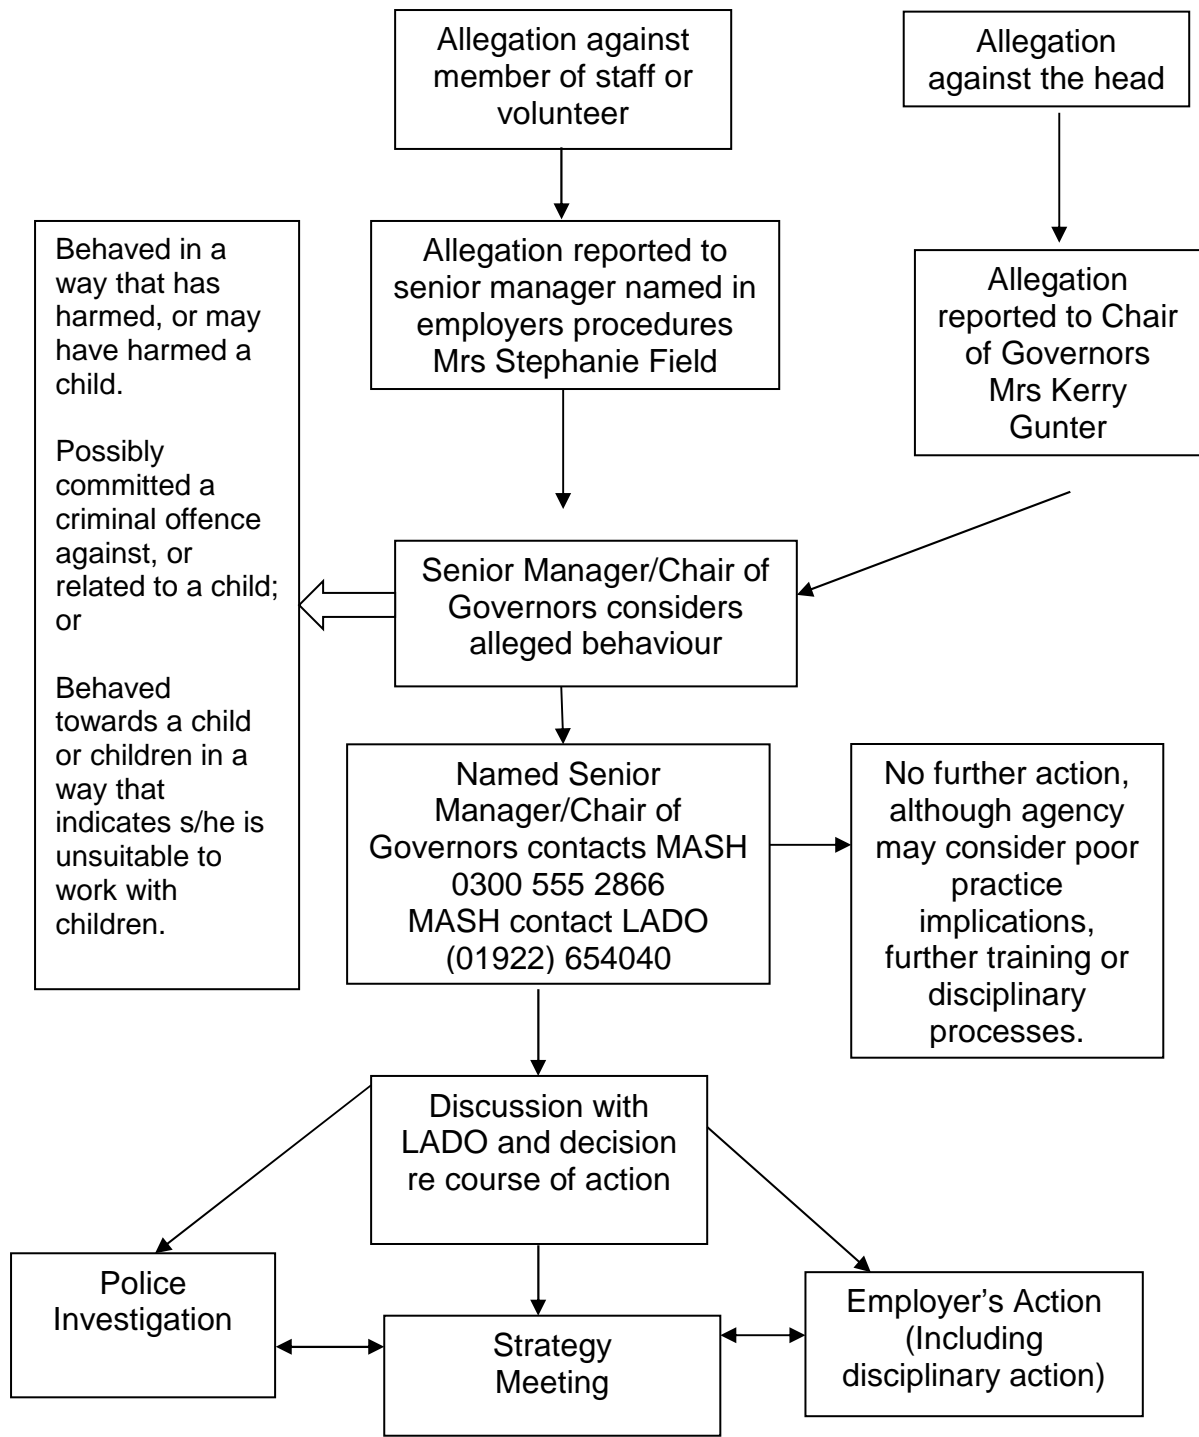 Allegation against
member of staff or
volunteer
Allegation
against the head
Allegation reported to
senior manager named in
employers procedures
Mrs Stephanie Field
Allegation
reported to Chair
of Governors
Mrs Kerry
Gunter
Behaved in a
way that has
harmed, or may
have harmed a
child.
Possibly
committed a
criminal offence
against, or
related to a child;
or
Behaved
towards a child
or children in a
way that
indicates s/he is
unsuitable to
work with
children.
Senior Manager/Chair of
Governors considers
alleged behaviour
Named Senior
Manager/Chair of
Governors contacts MASH
0300 555 2866
MASH contact LADO
(01922) 654040
No further action,
although agency
may consider poor
practice
implications,
further training or
disciplinary
processes.
Discussion with
LADO and decision
re course of action
Police
Investigation
Strategy
Meeting
Employer’s Action
(Including
disciplinary action)